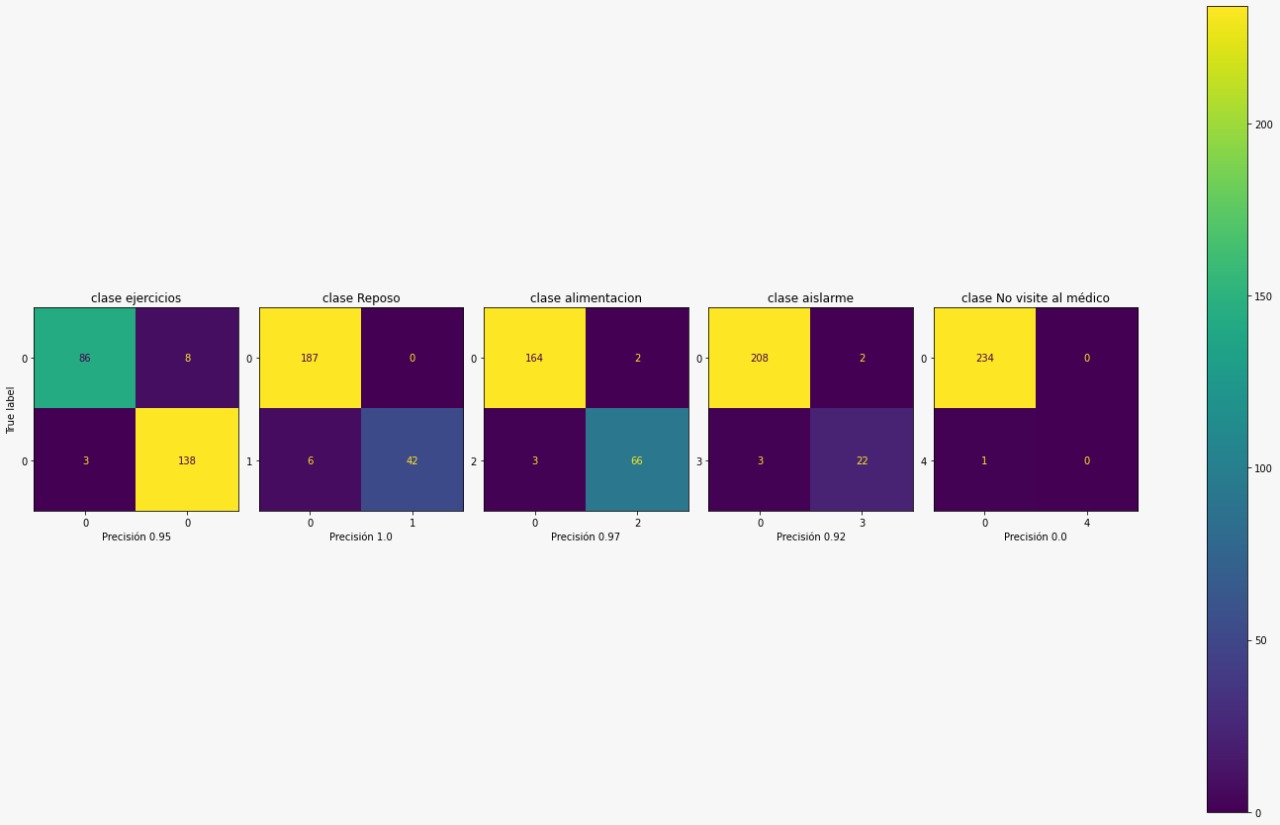 clase ejercicios
clase Reposo
clase alimentacion
clase aislarme
clase No visite al médico
True label
0 86 8
0 3 138
0 0
Precisión 0.95
0 187 0
1 6 42
0 1
Precisión 1.0
0 164 2
2 3 66
0 2
Precisión 0.97
0 208 2
3 3 22
0 3
Precisión 0.92
0 234 0
4 1 0
0 4
Precisión 0.0
200
150
100
50
0